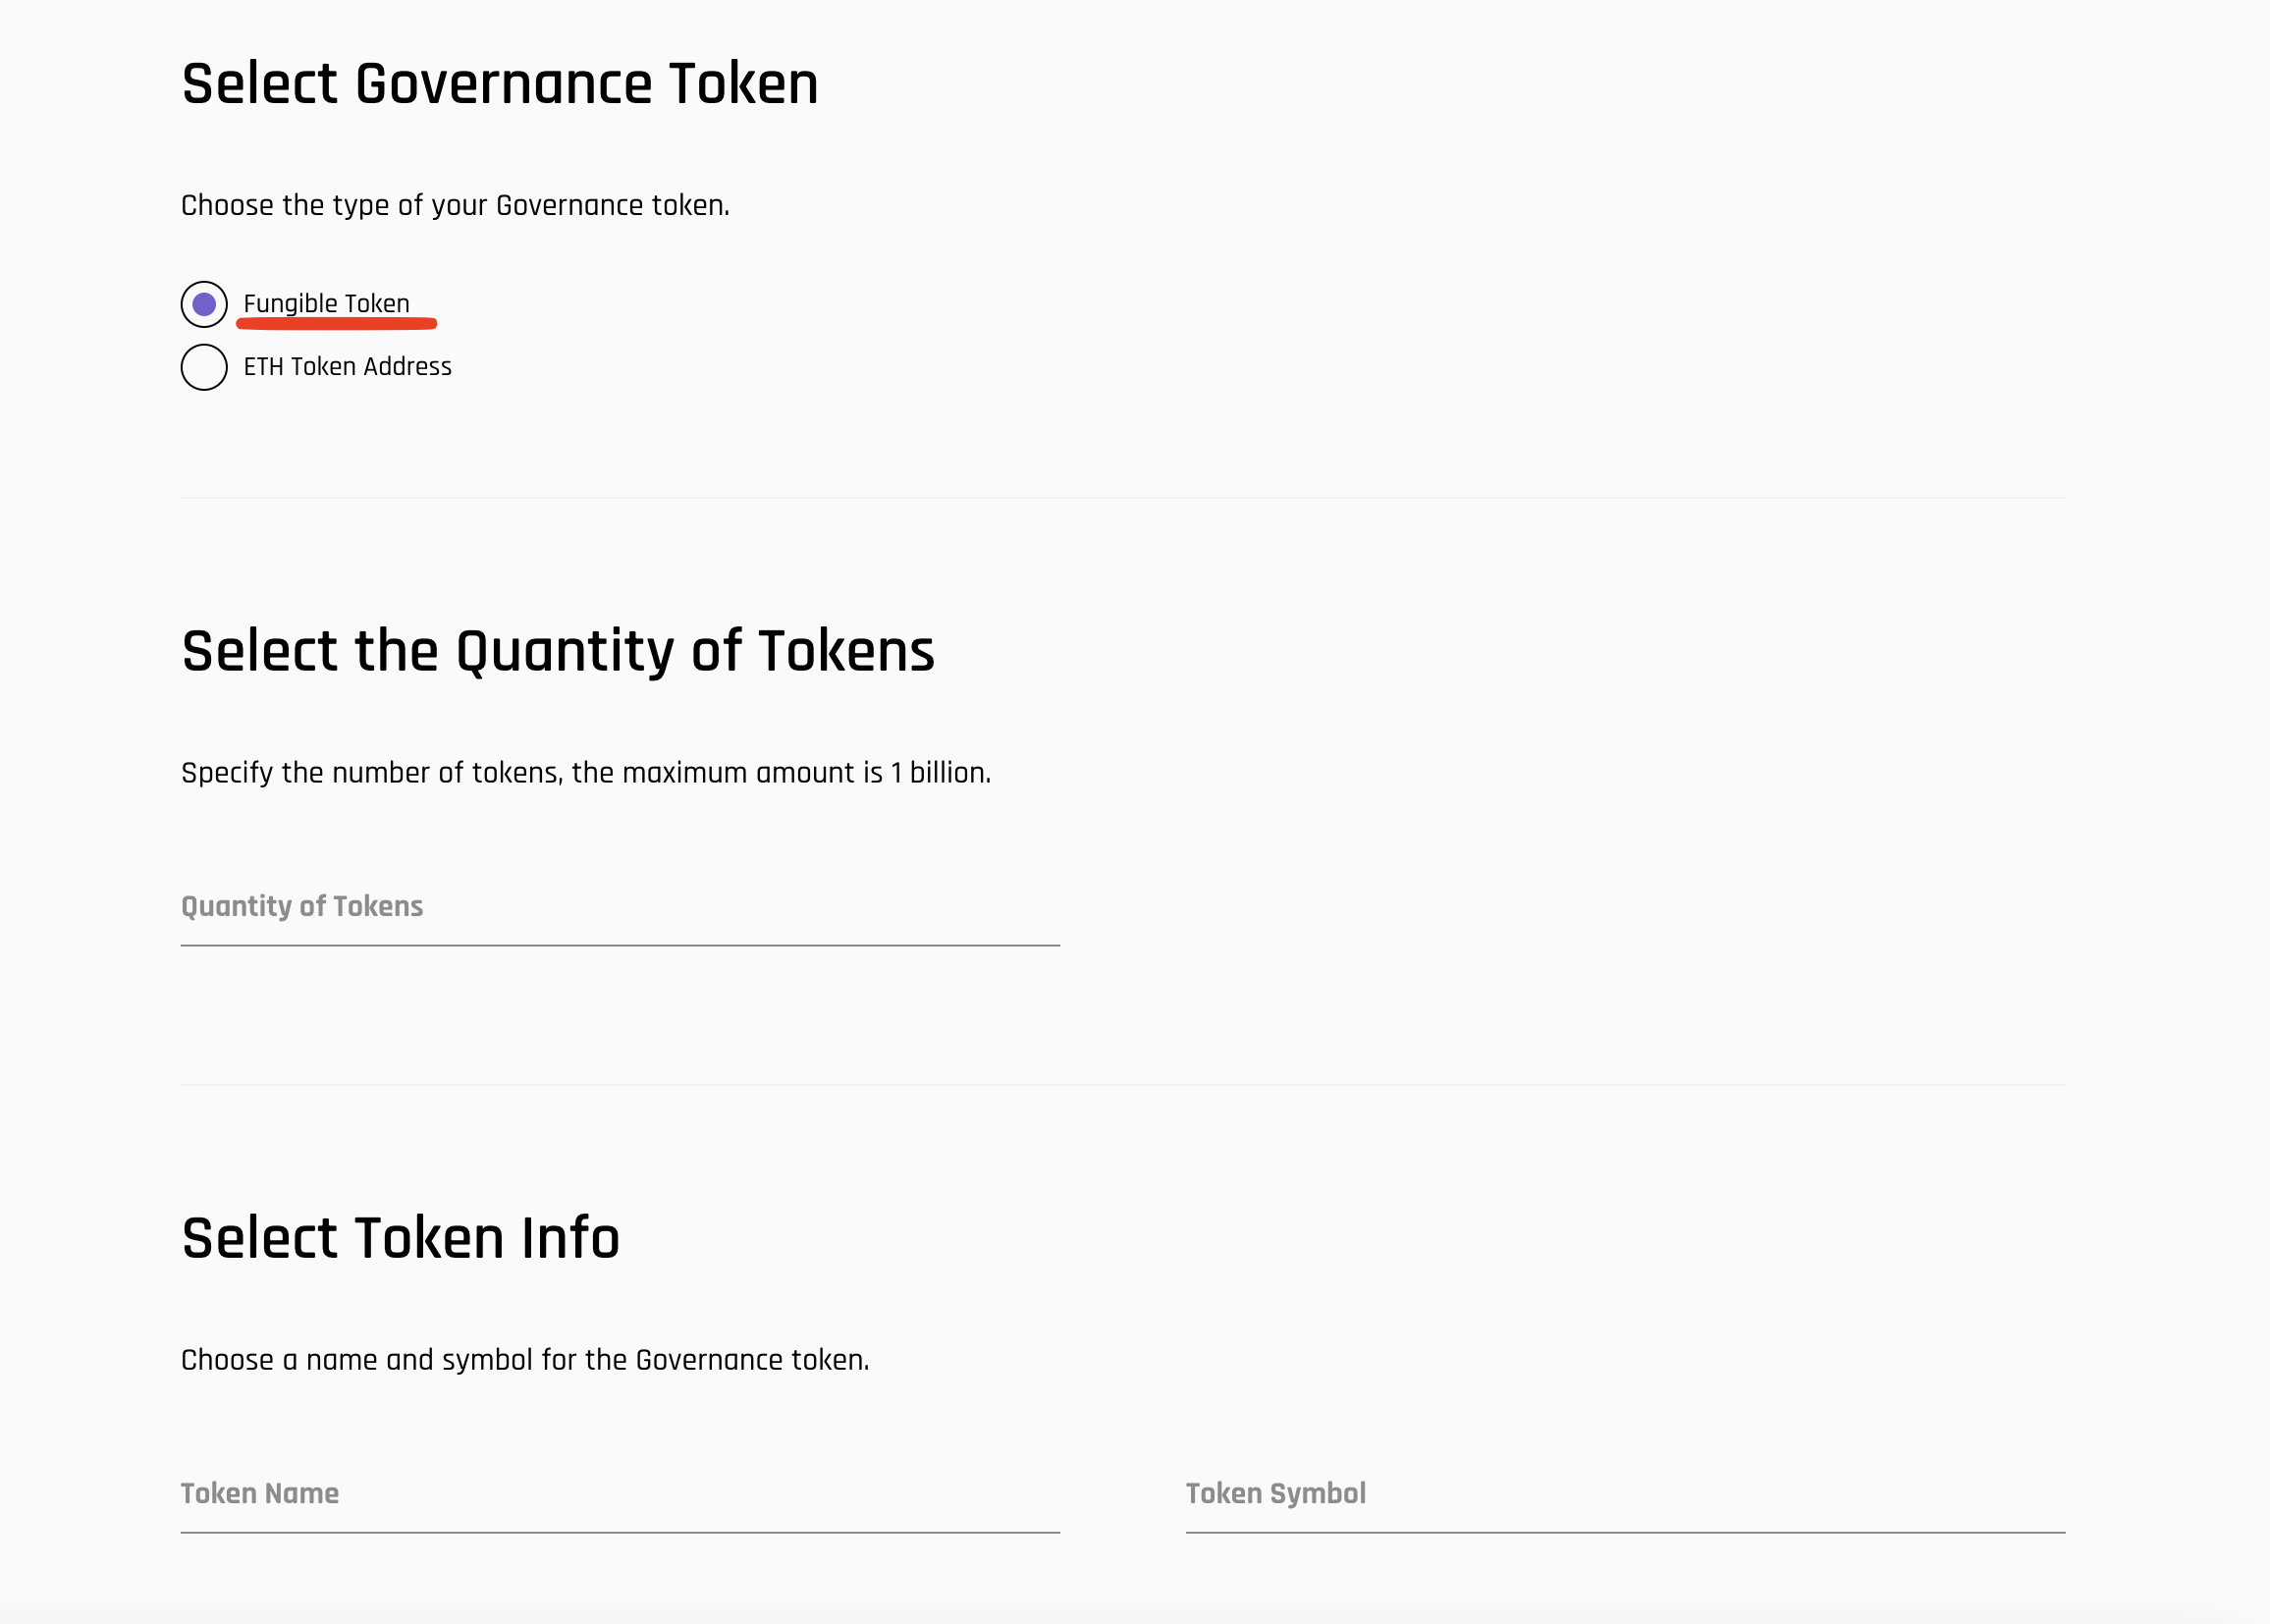 Select Governance Token
Choose the type of your Governance token.
Fungible Token
ETH Token Address
Select the Quantity of Tokens
Specify the number of tokens, the maximum amount is 1 billion.
Quantity of Tokens
Select Token Info
Choose a name and symbol for the Governance token.
Token Name
Token Symbol